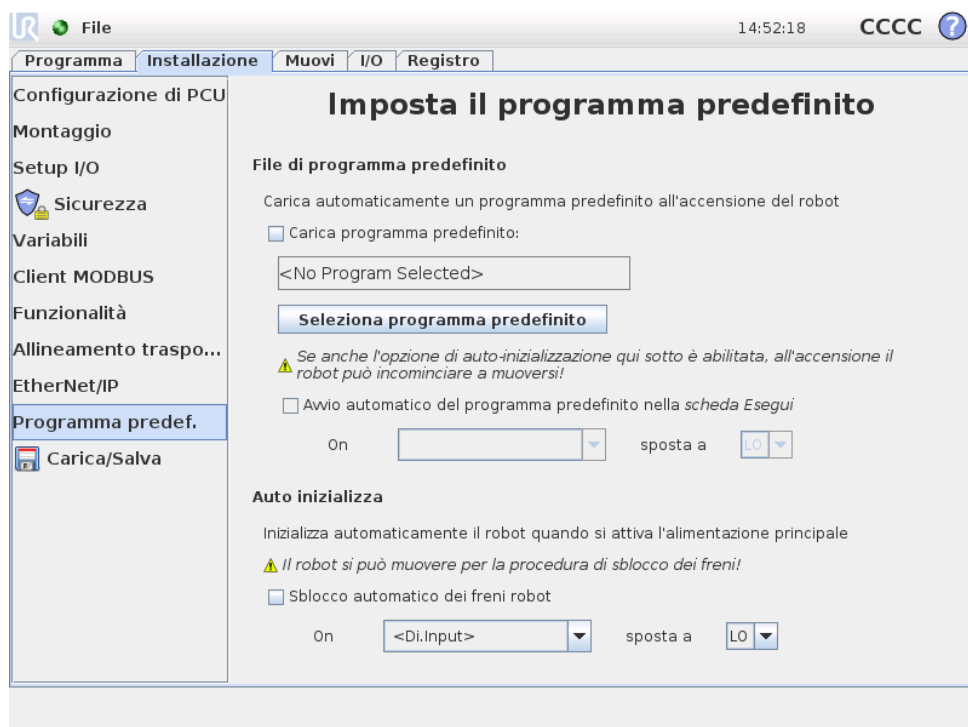 UR File 14:52:18 CCCC ?
Programma Installazione Muovi I/O Registro
Configurazione di PCU
Montaggio
Setup I/O
Sicurezza
Variabili
Client MODBUS
Funzionalità
Allineamento traspo...
EtherNet/IP
Programma predef.
Carica/Salva
Imposta il programma predefinito
File di programma predefinito
Carica automaticamente un programma predefinito all'accensione del robot
Carica programma predefinito:
<No Program Selected>
Seleziona programma predefinito
Se anche l'opzione di auto-inizializzazione qui sotto è abilitata, all'accensione il
robot può incominciare a muoversi!
Avvio automatico del programma predefinito nella scheda Esegui
On sposta a LO
Auto inizializza
Inizializza automaticamente il robot quando si attiva l'alimentazione principale
Il robot si può muovere per la procedura di sblocco dei freni!
Sblocco automatico dei freni robot
On <Di.Input> sposta a LO